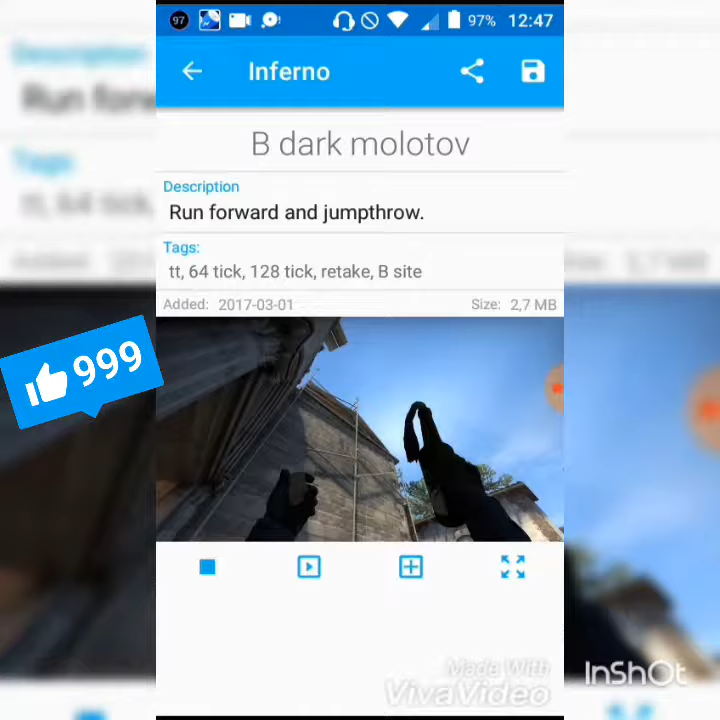 97 97% 12:47
Inferno
B dark molotov
Description
Run forward and jumpthrow.
Tags:
tt, 64 tick, 128 tick, retake, B site
Added: 2017-03-01 Size: 2,7 MB
999
Made With
VivaVideo
InShOt